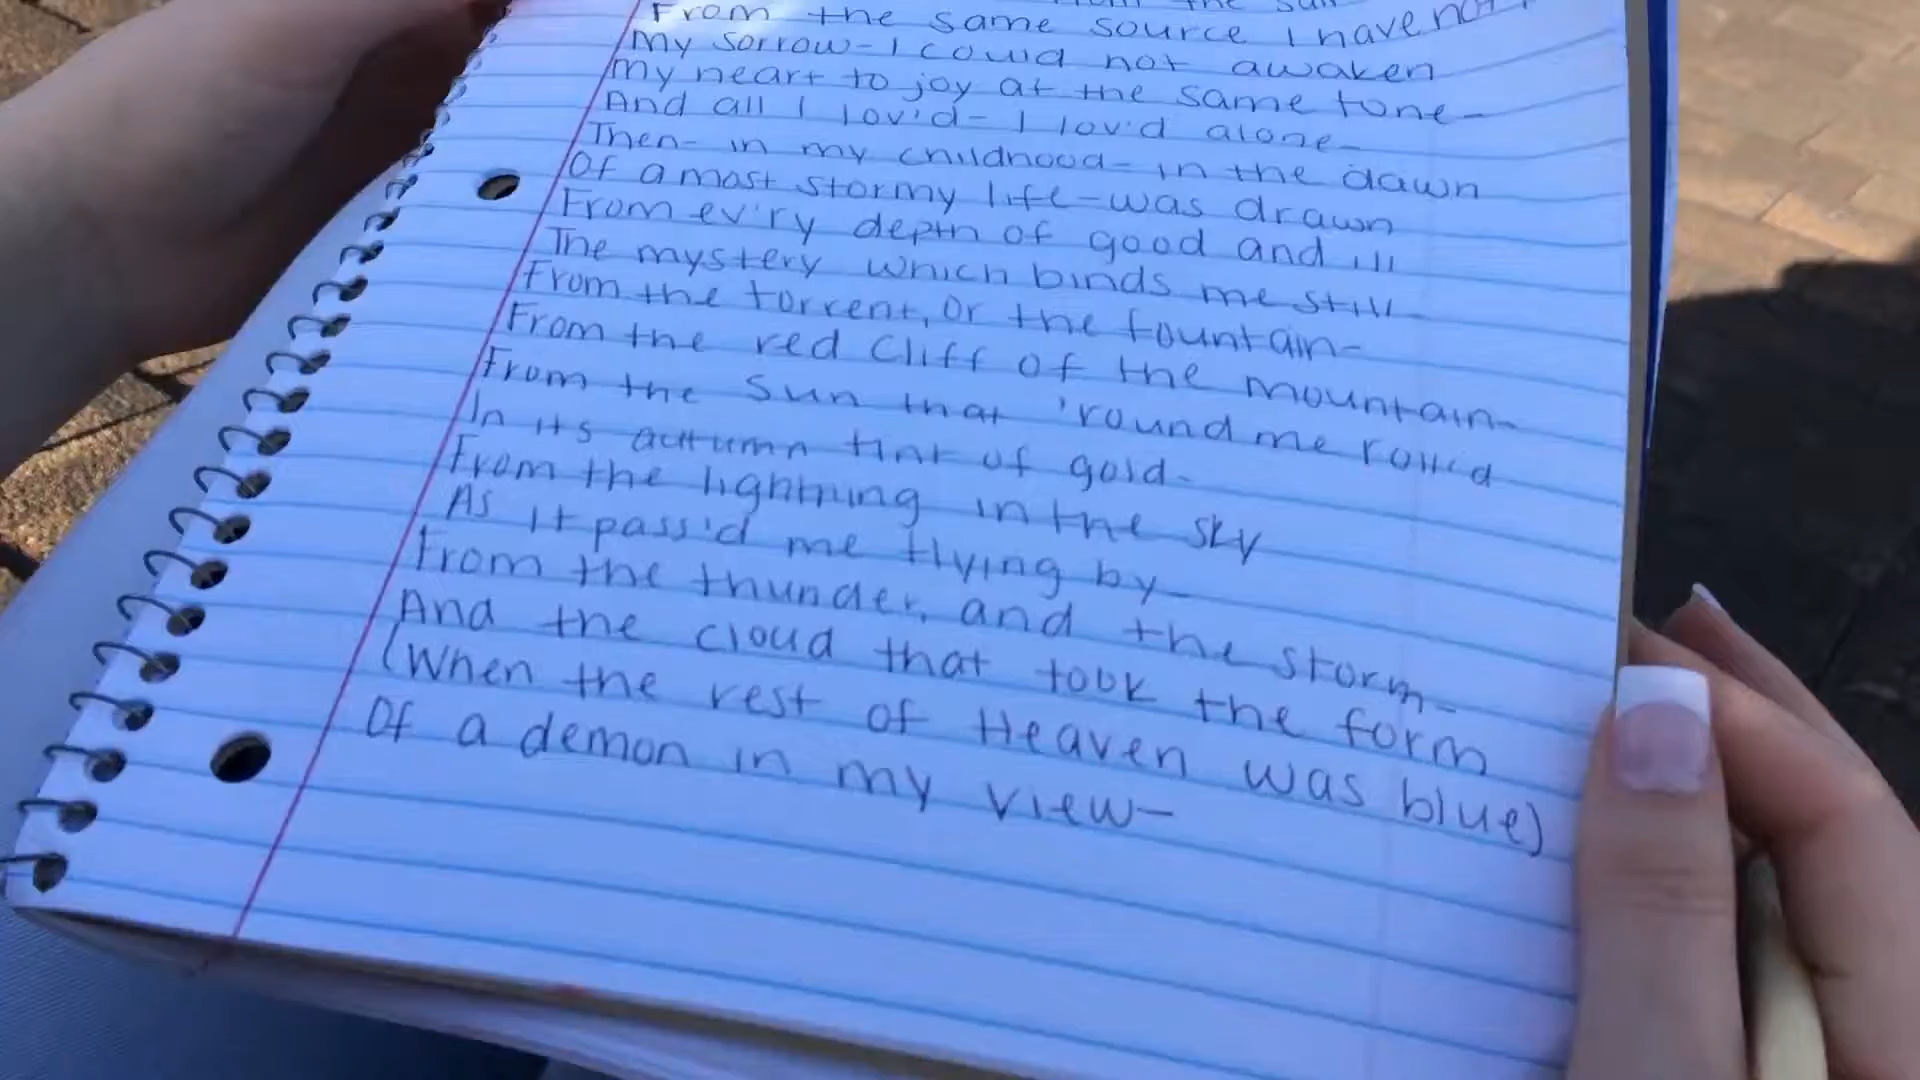 the
From the same source I have not
My sorrow - I could not awaken
My heart to joy at the same tone -
And all I lov'd - I lov'd alone -
Then - in my childhood - in the dawn
Of a most stormy life - was drawn
From ev'ry depth of good and ill
The mystery which binds me still -
From the torrent, or the fountain -
From the red cliff of the mountain -
From the sun that 'round me roll'd
In its autumn tint of gold -
From the lightning in the sky
As it pass'd me flying by -
From the thunder, and the storm -
And the cloud that took the form
(When the rest of Heaven was blue)
Of a demon in my view -